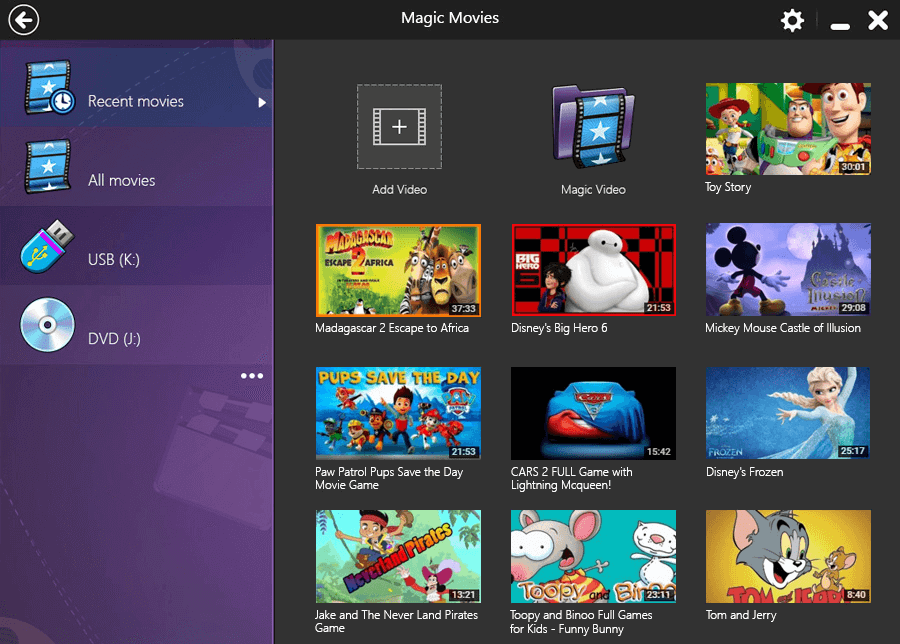 Magic Movies
Recent movies
All movies
USB (K:)
DVD (J:)
Add Video
Magic Video
30:01
Toy Story
MADAGASCAR
ESCAPE 2 AFRICA
37:33
Madagascar 2 Escape to Africa
BIG
HERO
21:53
Disney's Big Hero 6
Castle
of
Illusion
29:08
Mickey Mouse Castle of Illusion
PUPS SAVE THE DAY
21:53
Paw Patrol Pups Save the Day
Movie Game
15:42
CARS 2 FULL Game with
Lightning Mcqueen!
FROZEN
25:17
Disney's Frozen
Neverland Pirates
13:21
Jake and The Never Land Pirates
Game
Toopy and Binoo
23:11
Toopy and Binoo Full Games
for Kids - Funny Bunny
TOM
8:40
Tom and Jerry